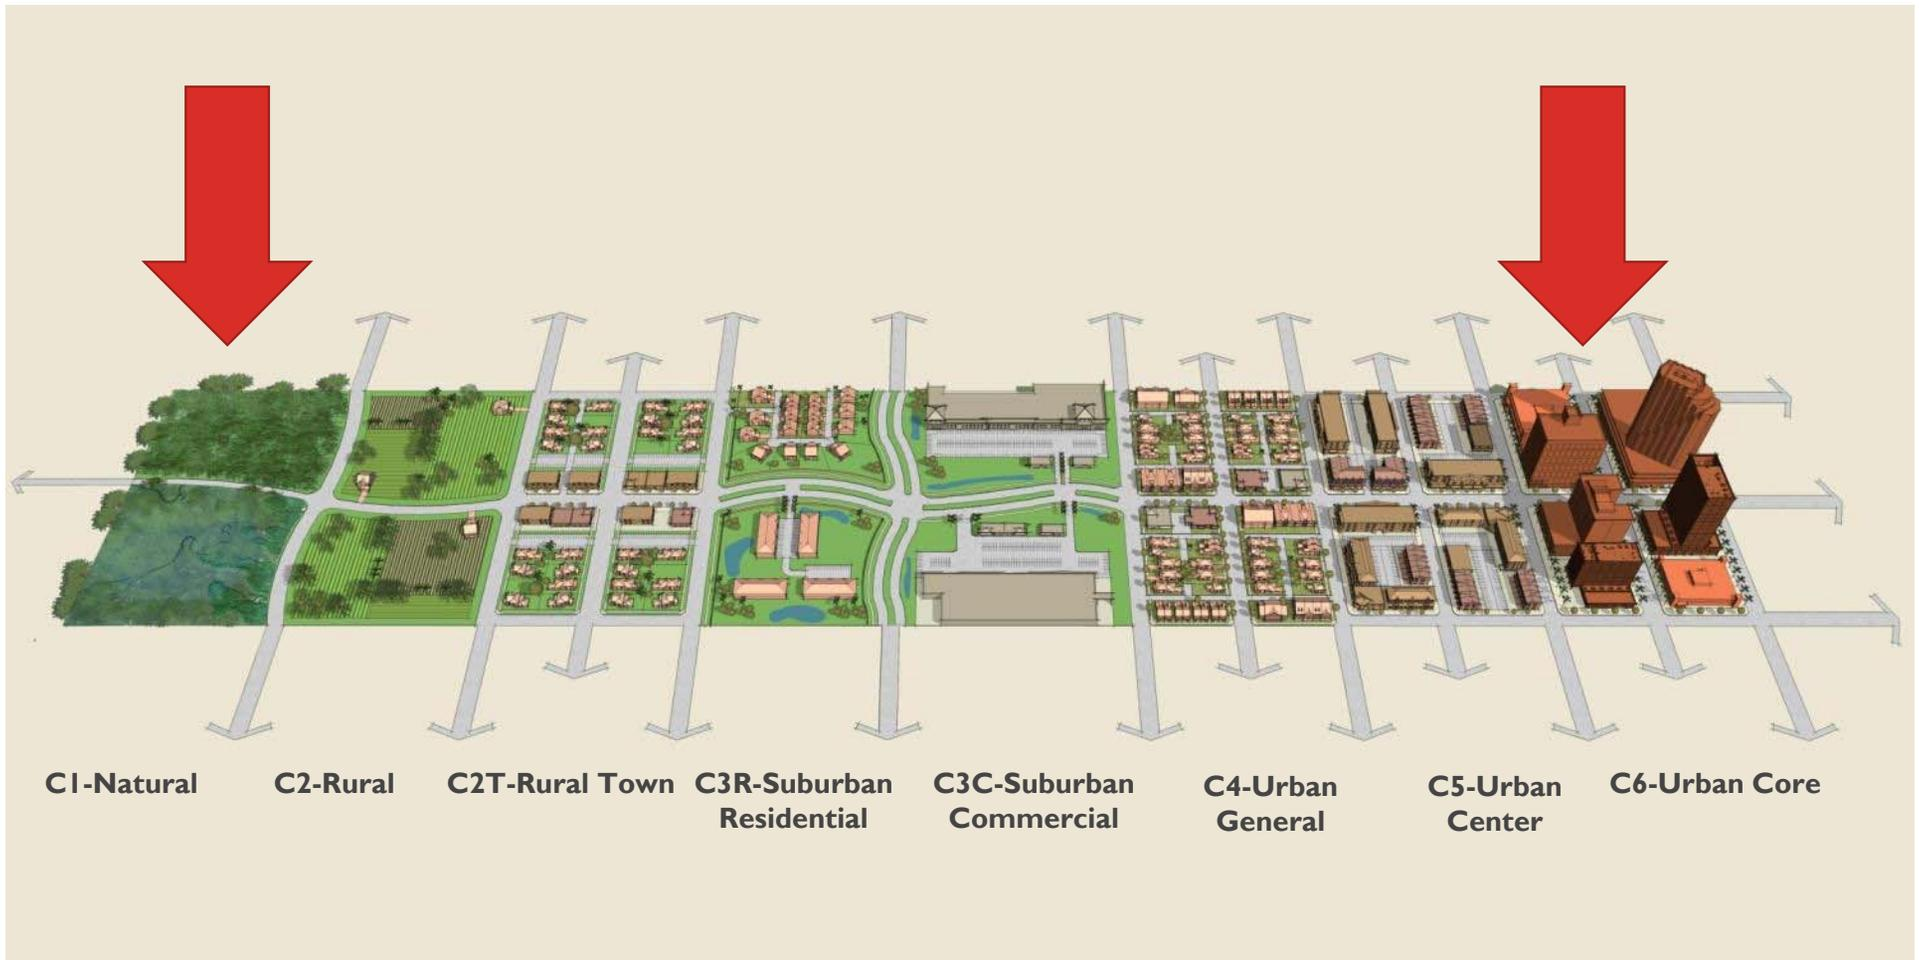 C1-Natural
C2-Rural
C2T-Rural Town
C3R-Suburban
Residential
C3C-Suburban
Commercial
C4-Urban
General
C5-Urban
Center
C6-Urban Core